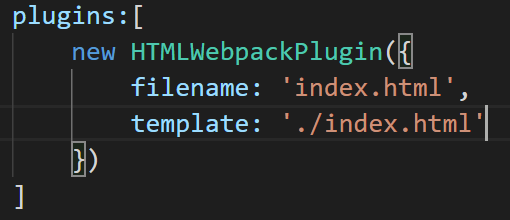 plugins:[
    new HTMLWebpackPlugin({
        filename: 'index.html',
        template: './index.html'
    })
]